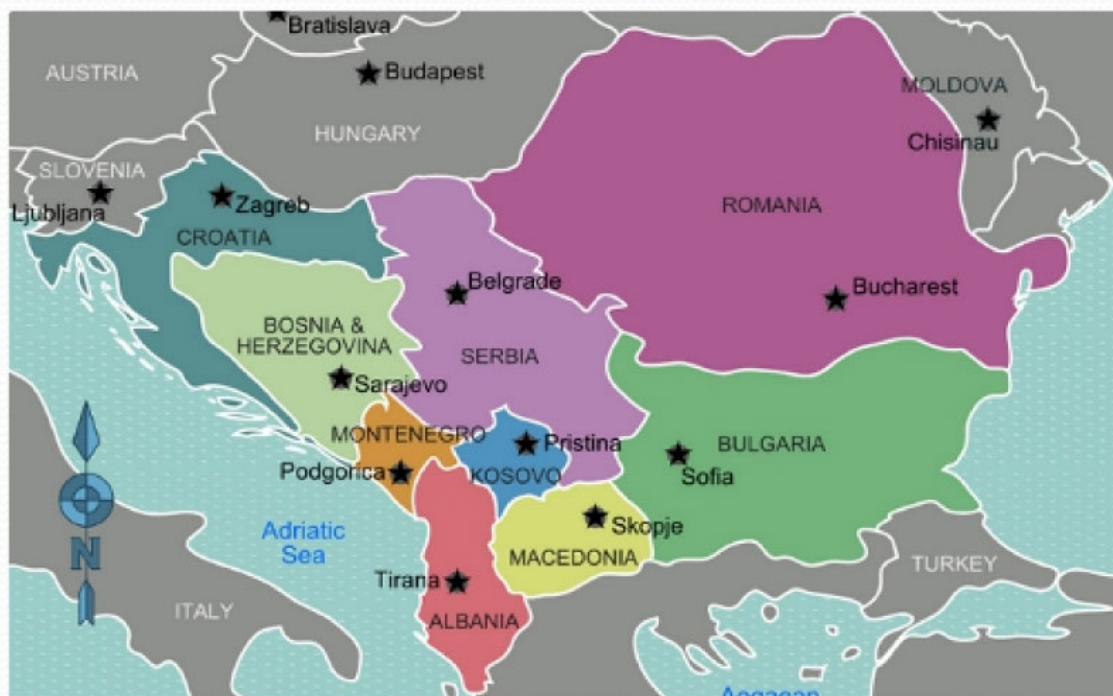 Bratislava
AUSTRIA
Budapest
MOLDOVA
HUNGARY
Chisinau
SLOVENIA
Ljubljana
Zagreb
ROMANIA
CROATIA
Belgrade
Bucharest
BOSNIA &
HERZEGOVINA
SERBIA
Sarajevo
MONTENEGRO
Pristina
BULGARIA
Podgorica
KOSOVO
Sofia
Adriatic
Sea
Skopje
N
MACEDONIA
TURKEY
Tirana
ITALY
ALBANIA